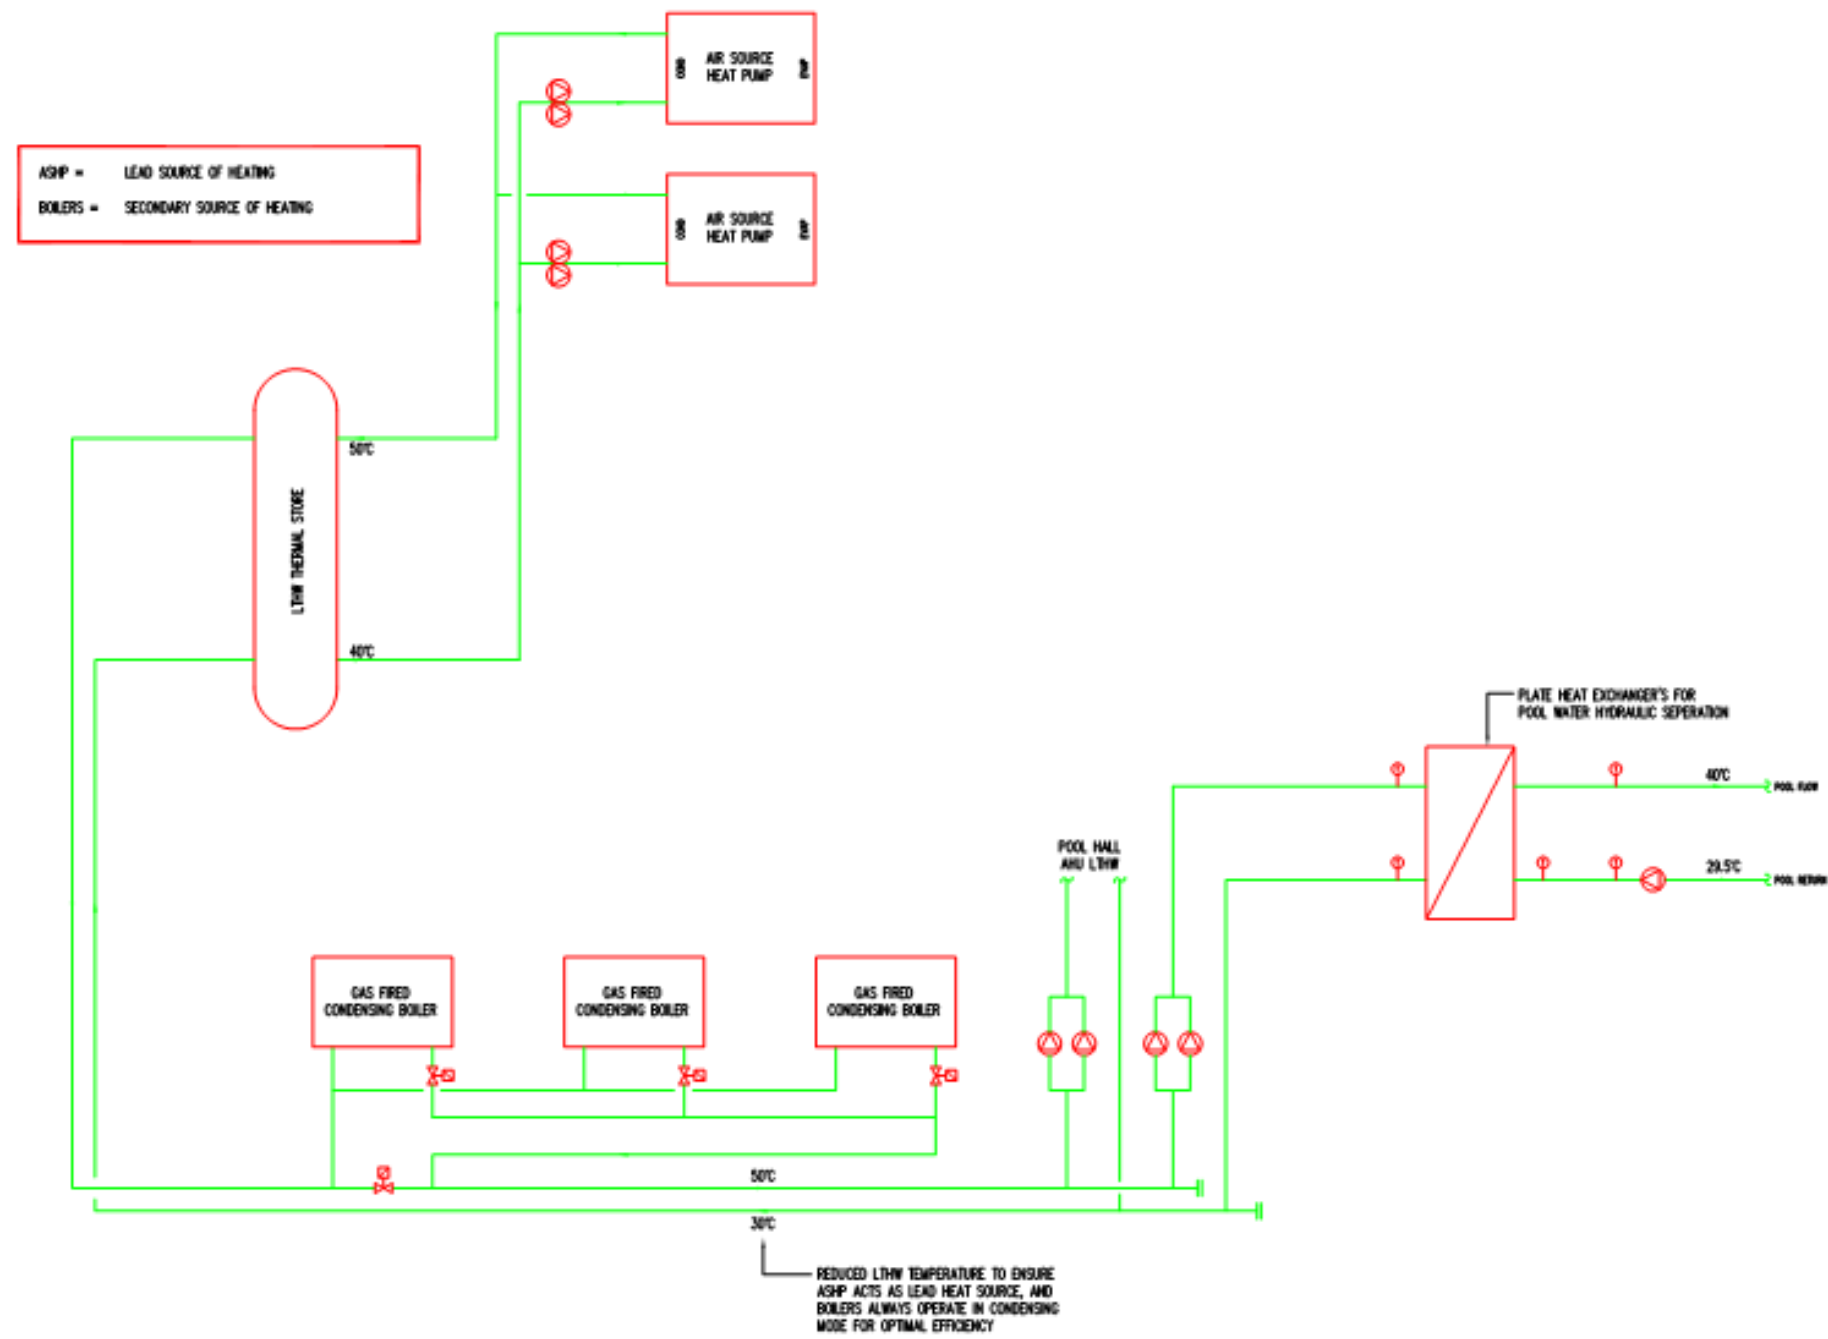 COND
AIR SOURCE
HEAT PUMP
EVAP
ASHP = LEAD SOURCE OF HEATING
BOILERS = SECONDARY SOURCE OF HEATING
COND
AIR SOURCE
HEAT PUMP
EVAP
50°C
LTHW THERMAL STORE
40°C
PLATE HEAT EXCHANGER'S FOR
POOL WATER HYDRAULIC SEPERATION
40°C
POOL FLOW
POOL HALL
AHU LTHW
29.5°C
POOL RETURN
GAS FIRED
CONDENSING BOILER
GAS FIRED
CONDENSING BOILER
GAS FIRED
CONDENSING BOILER
50°C
30°C
REDUCED LTHW TEMPERATURE TO ENSURE
ASHP ACTS AS LEAD HEAT SOURCE, AND
BOILERS ALWAYS OPERATE IN CONDENSING
MODE FOR OPTIMAL EFFICIENCY